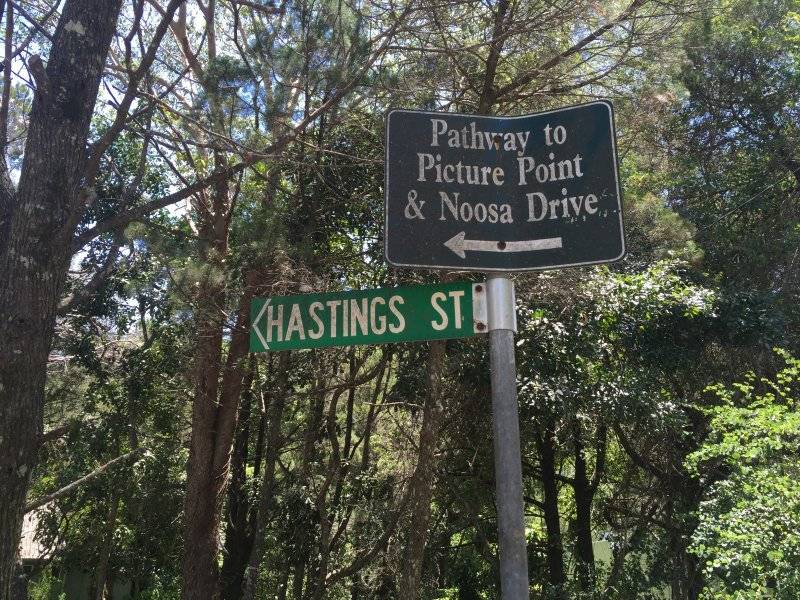 Pathway to
Picture Point
& Noosa Drive
HASTINGS ST